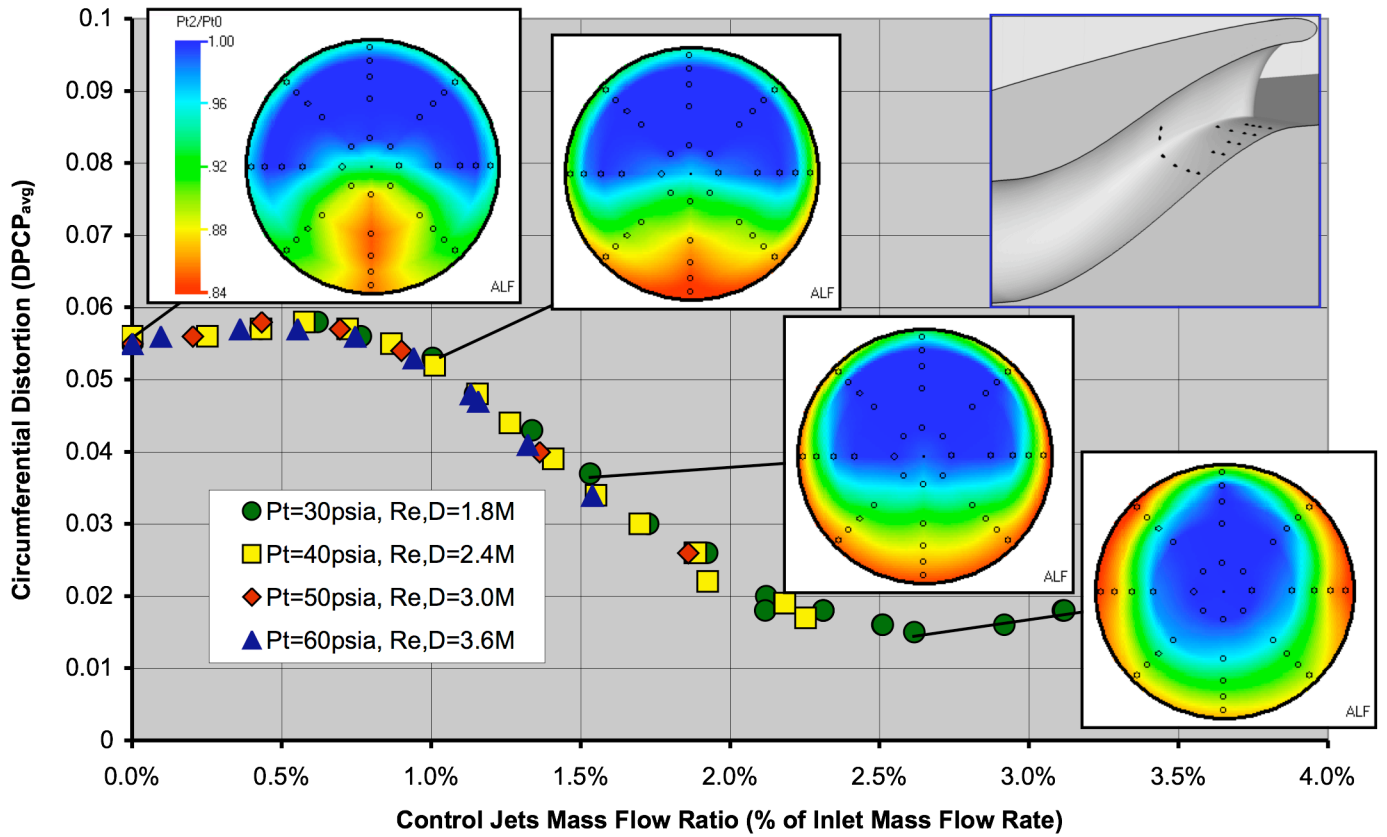 Pt2/Pt0
1.00
.96
.92
.88
.84
ALF
ALF
ALF
ALF
0.1
0.09
0.08
0.07
0.06
0.05
0.04
0.03
0.02
0.01
0
Circumferential Distortion (DPCPavg)
Pt=30psia, Re,D=1.8M
Pt=40psia, Re,D=2.4M
Pt=50psia, Re,D=3.0M
Pt=60psia, Re,D=3.6M
0.0% 0.5% 1.0% 1.5% 2.0% 2.5% 3.0% 3.5% 4.0%
Control Jets Mass Flow Ratio (% of Inlet Mass Flow Rate)